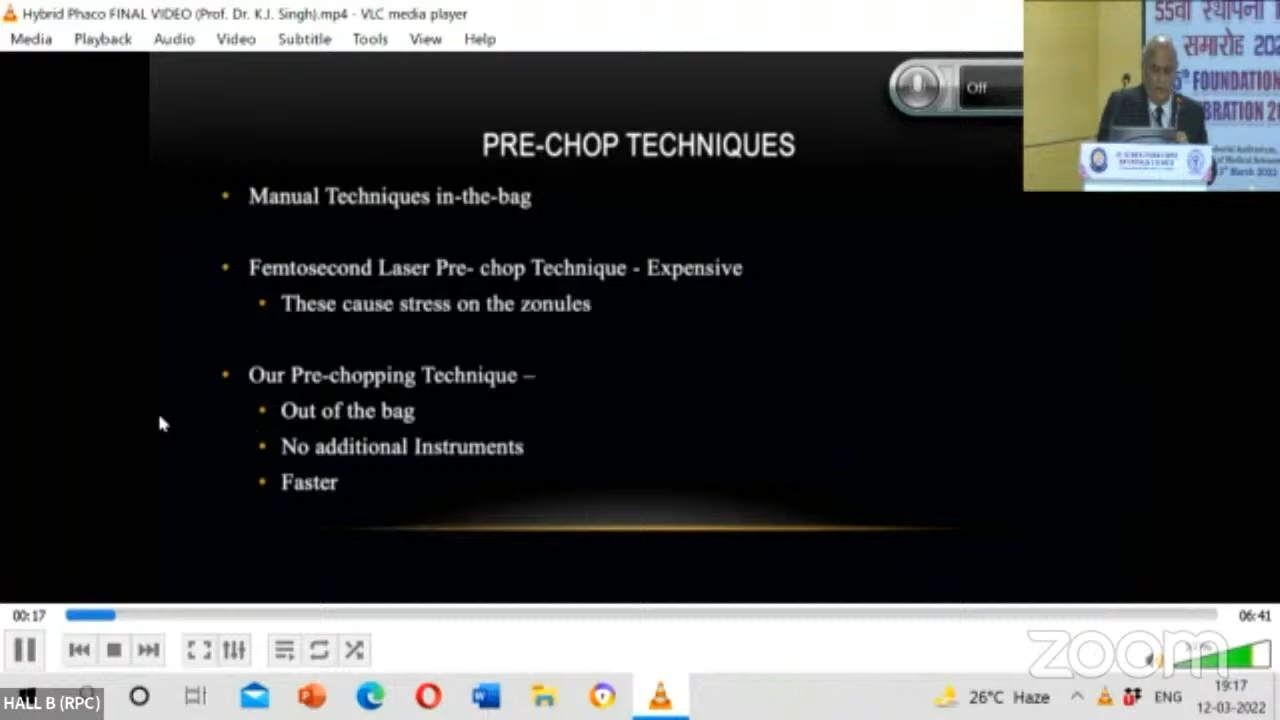 Hybrid Phaco FINAL VIDEO (Prof. Dr. K.J. Singh).mp4 - VLC media player
Media Playback Audio Video Subtitle Tools View Help
Off
55वा स्थापना
समारोह
FOUNDATION
PRE-CHOP TECHNIQUES
• Manual Techniques in-the-bag
• Femtosecond Laser Pre- chop Technique - Expensive
• These cause stress on the zonules
• Our Pre-chopping Technique –
• Out of the bag
• No additional Instruments
• Faster
00:17
06:41
zoom
HALL B (RPC)
26°C Haze
ENG
19:17
12-03-2022